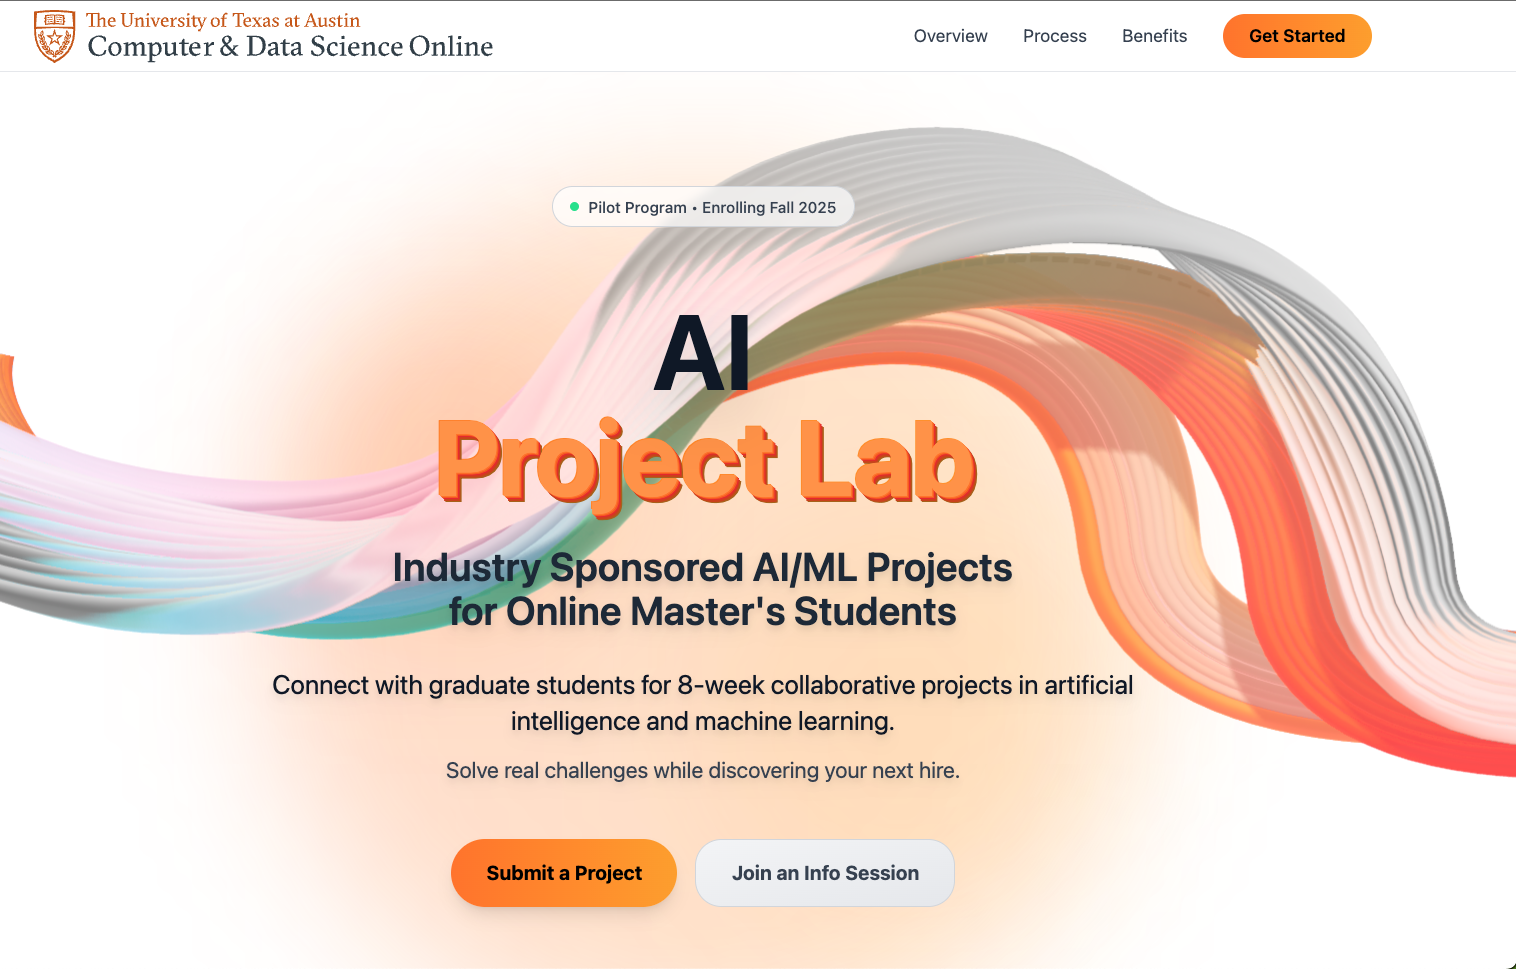 The University of Texas at Austin
Computer & Data Science Online
Overview
Process
Benefits
Get Started
Pilot Program • Enrolling Fall 2025
AI
Project Lab
Industry Sponsored AI/ML Projects
for Online Master's Students
Connect with graduate students for 8-week collaborative projects in artificial
intelligence and machine learning.
Solve real challenges while discovering your next hire.
Submit a Project
Join an Info Session